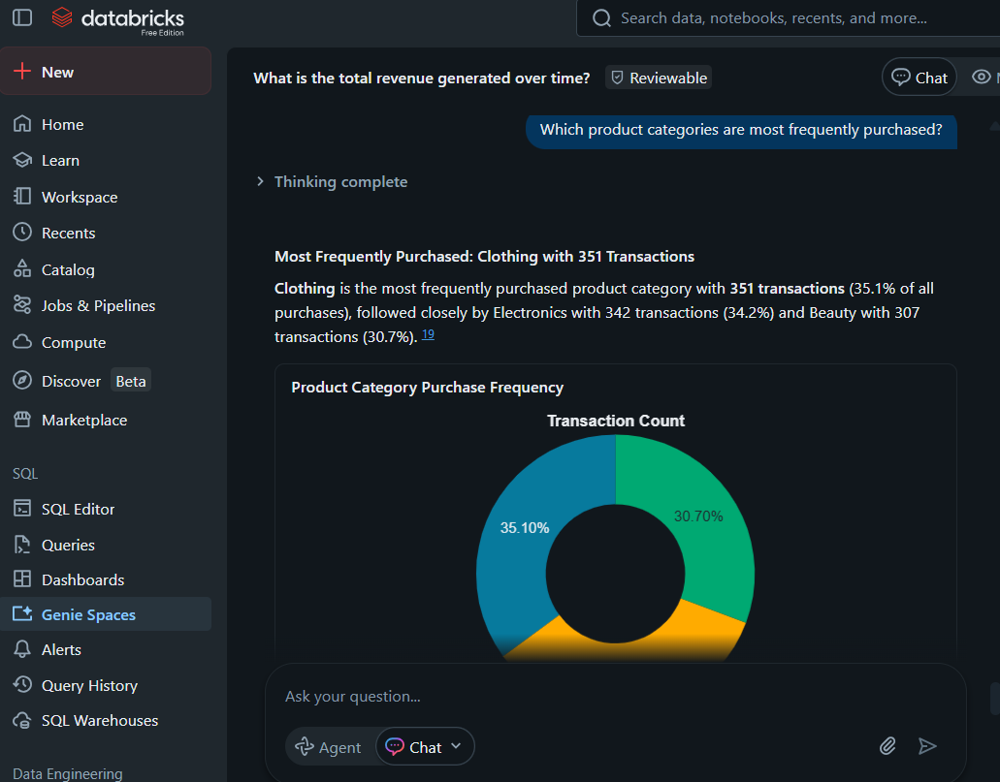 databricks
Free Edition
Search data, notebooks, recents, and more...
New
Home
Learn
Workspace
Recents
Catalog
Jobs & Pipelines
Compute
Discover Beta
Marketplace
SQL
SQL Editor
Queries
Dashboards
Genie Spaces
Alerts
Query History
SQL Warehouses
Data Engineering
What is the total revenue generated over time? Reviewable
Chat
Which product categories are most frequently purchased?
Thinking complete
Most Frequently Purchased: Clothing with 351 Transactions
Clothing is the most frequently purchased product category with 351 transactions (35.1% of all
purchases), followed closely by Electronics with 342 transactions (34.2%) and Beauty with 307
transactions (30.7%). 19
Product Category Purchase Frequency
Transaction Count
35.10%
30.70%
Ask your question...
Agent
Chat